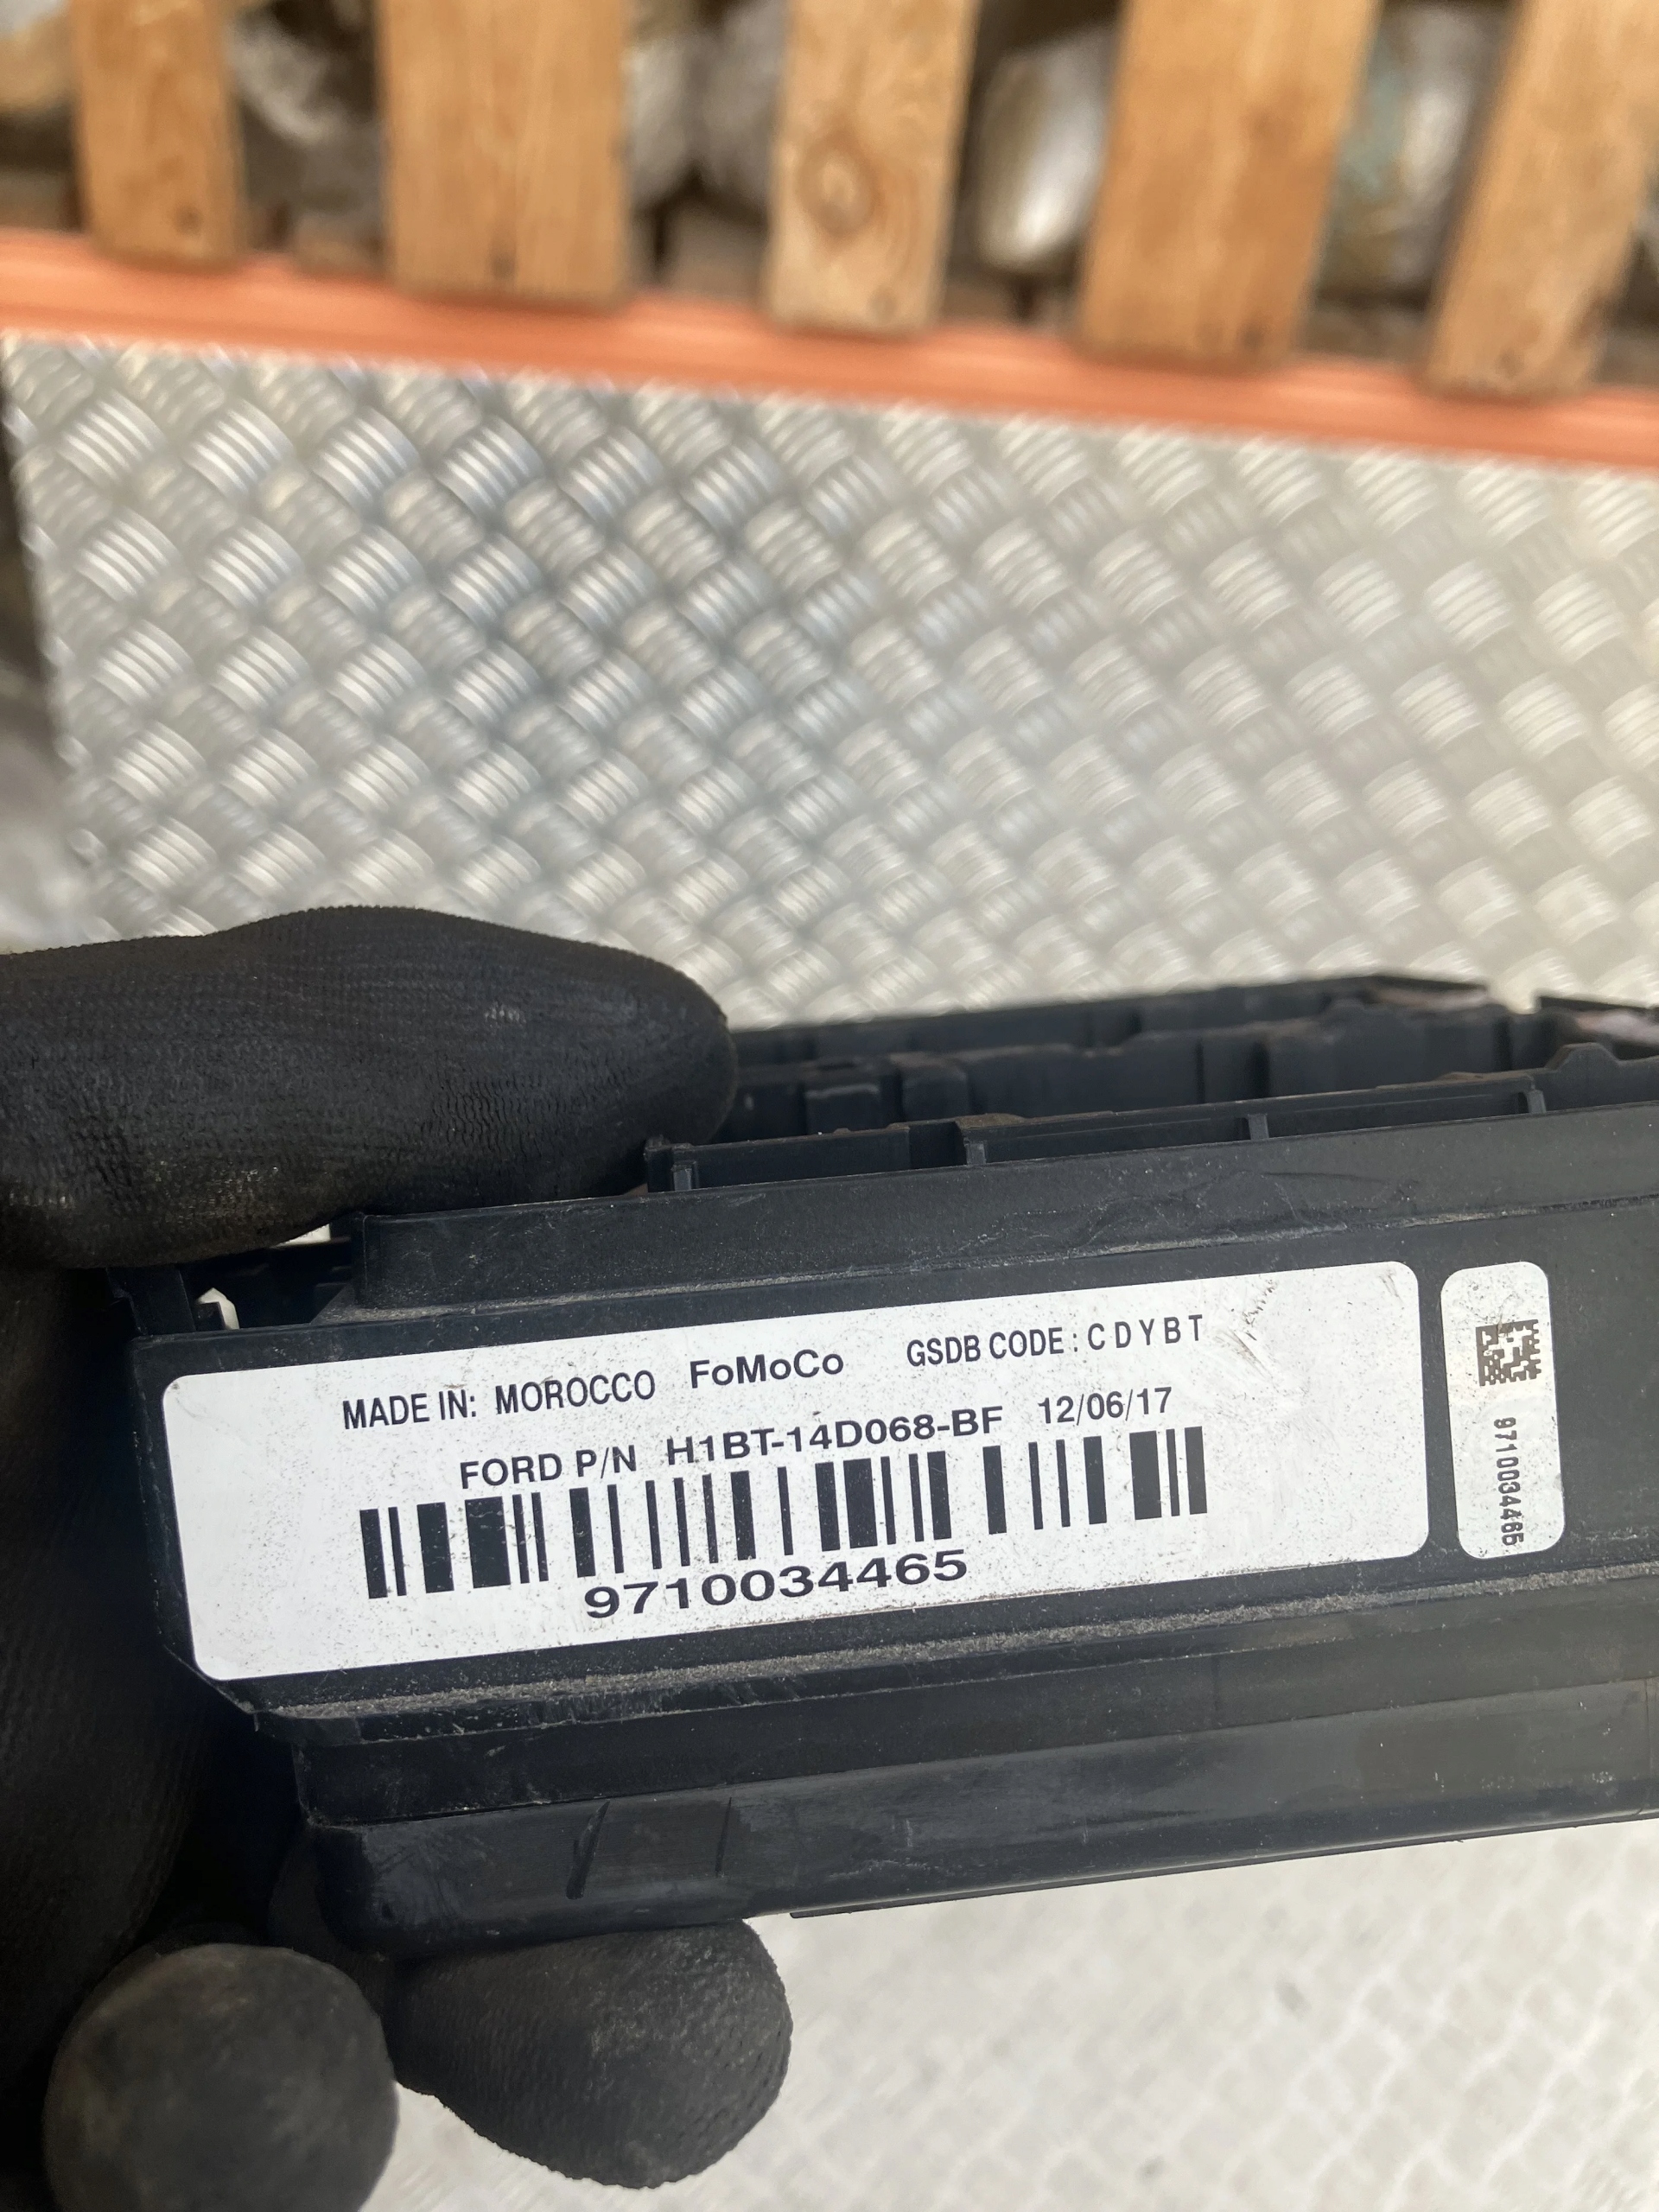 MADE IN: MOROCCO FoMoCo GSDB CODE : C D Y B T
FORD P/N H1BT-14D068-BF 12/06/17
9710034465
9710034465